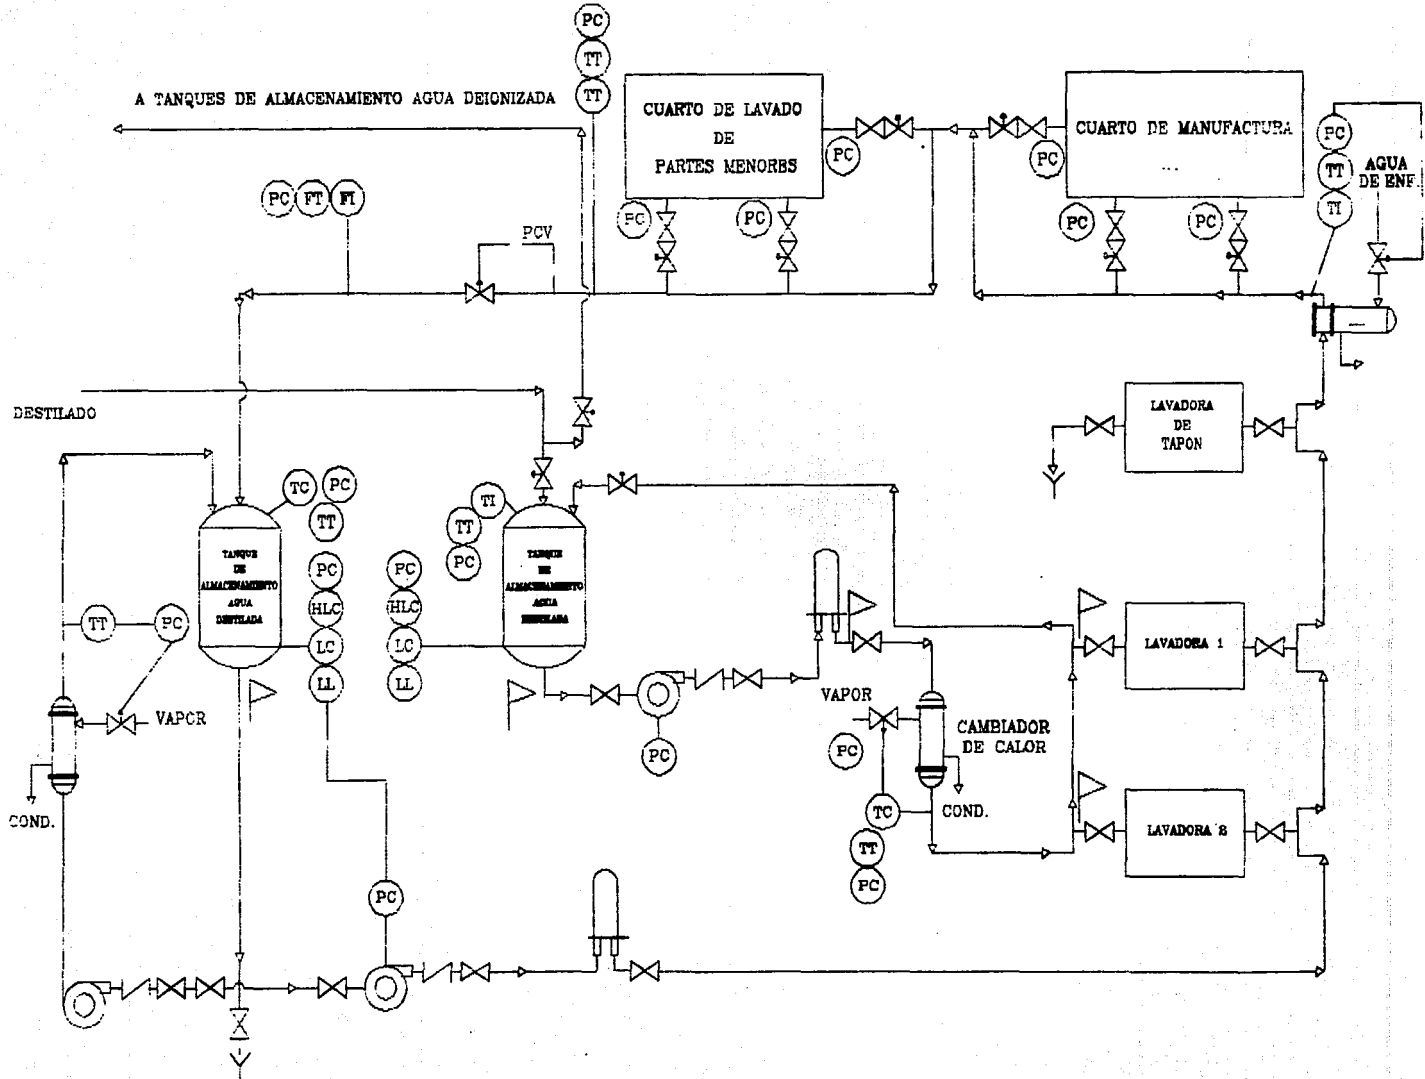 PC
TT
TT
A TANQUES DE ALMACENAMIENTO AGUA DEIONIZADA
CUARTO DE LAVADO
DE
PARTES MENORES
PC
CUARTO DE MANUFACTURA
...
PC
PC
TT
TI
AGUA
DE ENF.
PC
FT
FI
PCV
PC
PC
PC
PC
DESTILADO
LAVADORA
DE
TAPON
TC
PC
TT
TI
TT
PC
TANQUE
DE
ALMACENAMIENTO
AGUA
DESTILADA
PC
HLC
LC
LL
PC
HLC
LC
LL
TANQUE
DE
ALMACENAMIENTO
AGUA
TT
PC
VAPOR
COND.
PC
VAPOR
PC
CAMBIADOR
DE CALOR
TC
COND.
TT
PC
LAVADORA 1
LAVADORA 2
PC